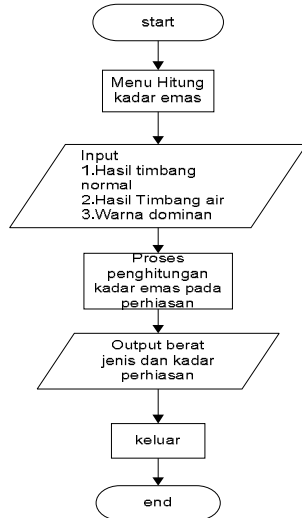 start
Menu Hitung
kadar emas
Input
1.Hasil timbang
normal
2.Hasil Timbang air
3.Warna dominan
Proses
penghitungan
kadar emas pada
perhiasan
Output berat
jenis dan kadar
perhiasan
keluar
end